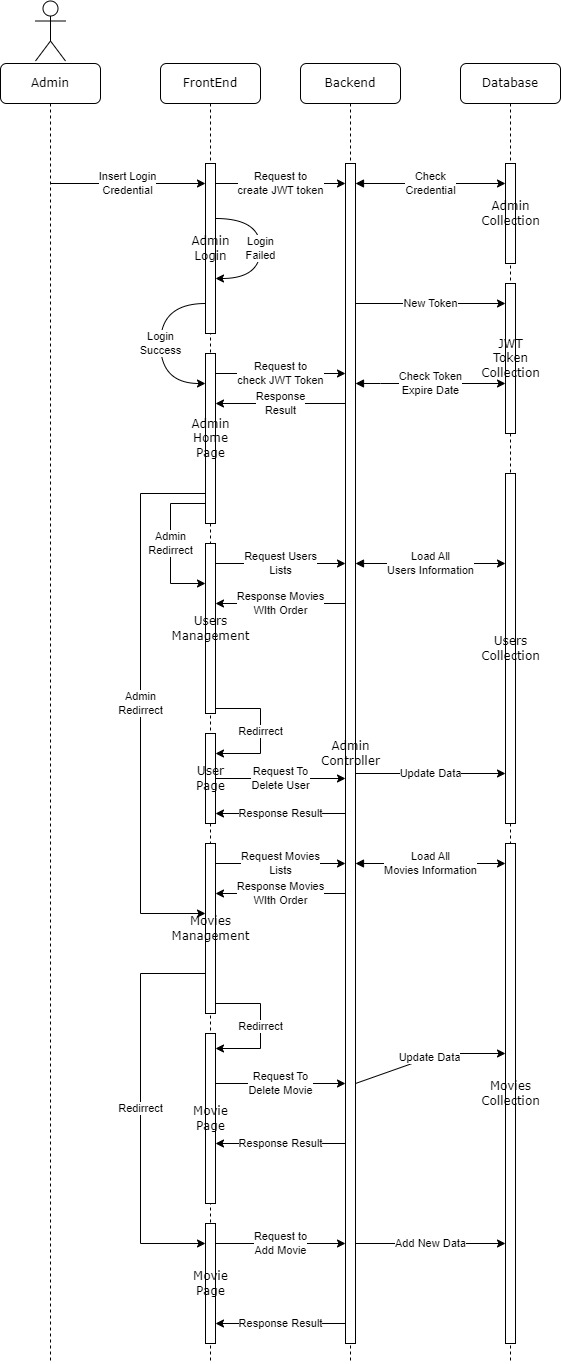 Admin
FrontEnd
Backend
Database
Insert Login
Credential
Request to
create JWT token
Check
Credential
Admin
Collection
Admin
Login
Login
Failed
New Token
Login
Success
JWT
Token
Collection
Request to
check JWT Token
Check Token
Expire Date
Response
Result
Admin
Home
Page
Admin
Redirrect
Request Users
Lists
Load All
Users Information
Response Movies
WIth Order
Users
Management
Users
Collection
Admin
Redirrect
Redirrect
Admin
Controller
User
Page
Request To
Delete User
Update Data
Response Result
Request Movies
Lists
Load All
Movies Information
Response Movies
WIth Order
Movies
Management
Redirrect
Update Data
Request To
Delete Movie
Movies
Collection
Redirrect
Movie
Page
Response Result
Request to
Add Movie
Add New Data
Movie
Page
Response Result